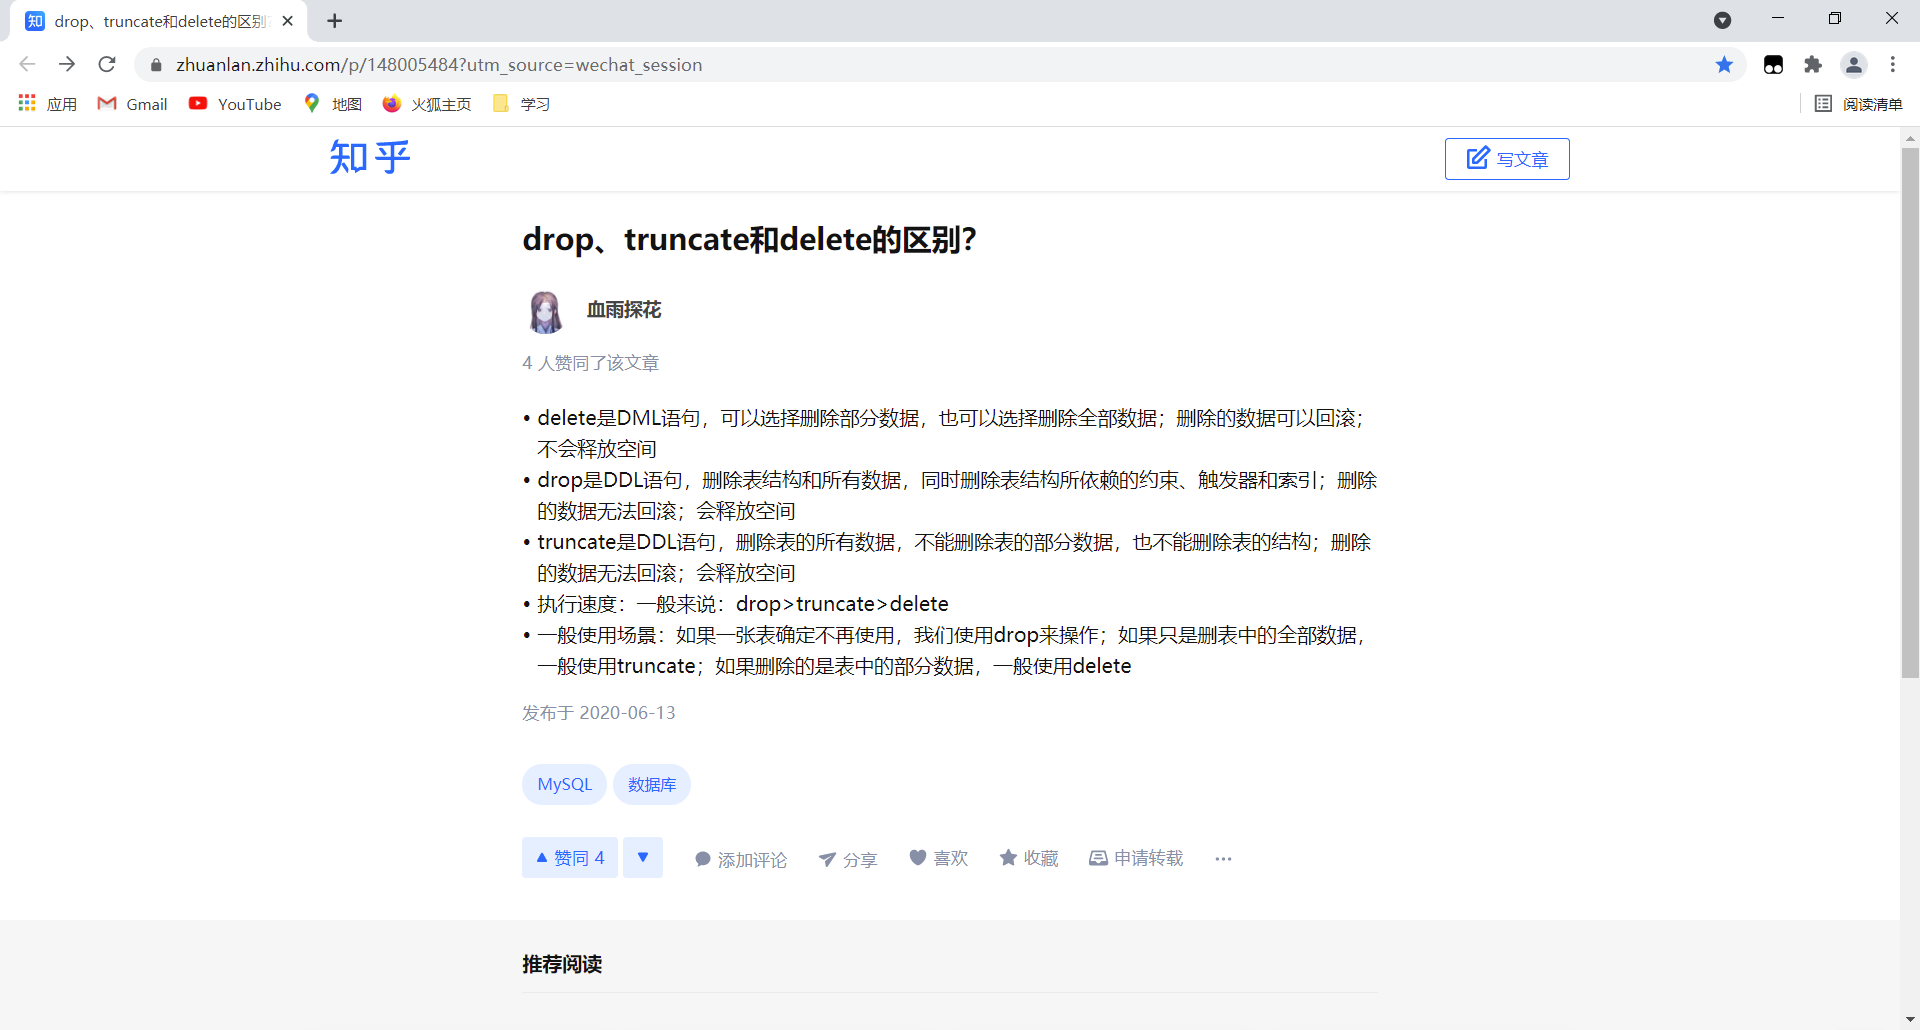 知 drop、truncate和delete的区别
zhuanlan.zhihu.com/p/148005484?utm_source=wechat_session
应用 Gmail YouTube 地图 火狐主页 学习 阅读清单
知乎 写文章
drop、truncate和delete的区别？
血雨探花
4 人赞同了该文章
• delete是DML语句，可以选择删除部分数据，也可以选择删除全部数据；删除的数据可以回滚；
不会释放空间
• drop是DDL语句，删除表结构和所有数据，同时删除表结构所依赖的约束、触发器和索引；删除
的数据无法回滚；会释放空间
• truncate是DDL语句，删除表的所有数据，不能删除表的部分数据，也不能删除表的结构；删除
的数据无法回滚；会释放空间
• 执行速度：一般来说：drop>truncate>delete
• 一般使用场景：如果一张表确定不再使用，我们使用drop来操作；如果只是删表中的全部数据，
一般使用truncate；如果删除的是表中的部分数据，一般使用delete
发布于 2020-06-13
MySQL 数据库
赞同 4 添加评论 分享 喜欢 收藏 申请转载 ···
推荐阅读